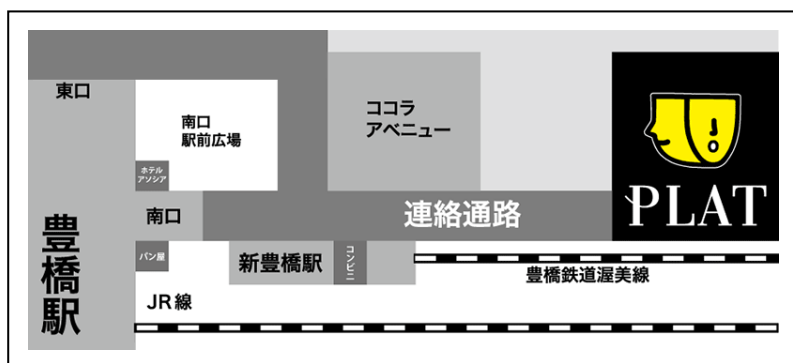 東口
南口
駅前広場
ココラ
アベニュー
ホテル
アソシア
PLAT
南口
連絡通路
豊橋駅
パン屋
新豊橋駅
コンビニ
豊橋鉄道渥美線
JR線